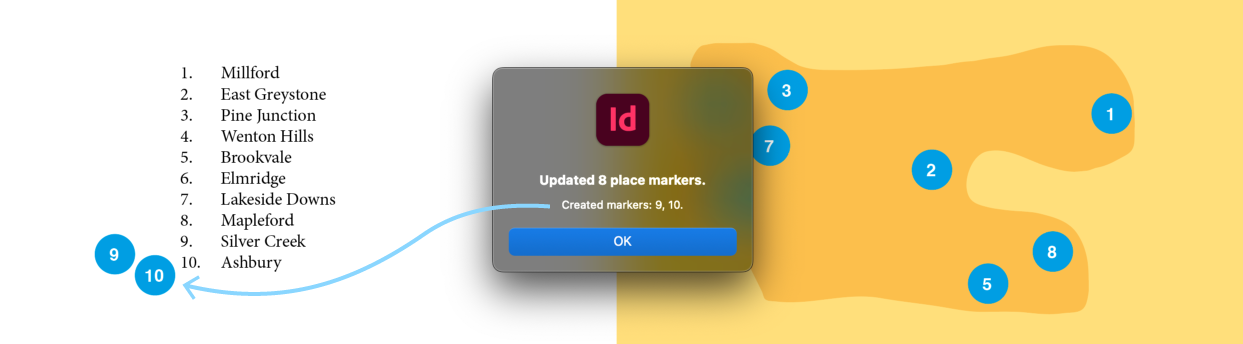 1. Millford
2. East Greystone
3. Pine Junction
4. Wenton Hills
5. Brookvale
6. Elmridge
7. Lakeside Downs
8. Mapleford
9. Silver Creek
10. Ashbury
9
10
Id
Updated 8 place markers.
Created markers: 9, 10.
OK
3
1
7
2
8
5